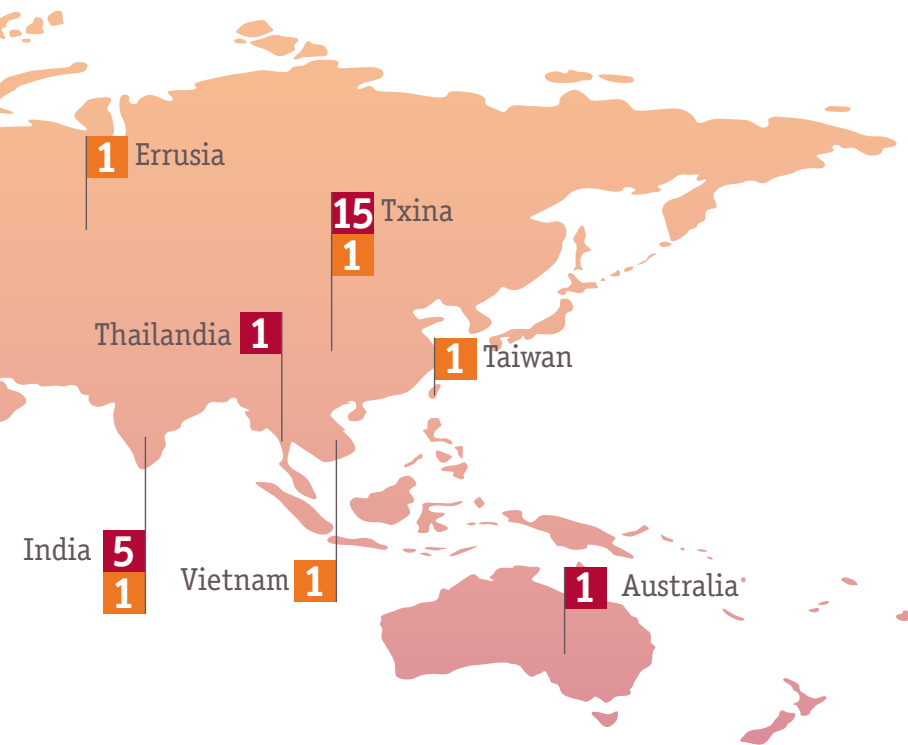 1 Errusia
15 Txina
1
Thailandia 1
1 Taiwan
India 5
1
Vietnam 1
1 Australia